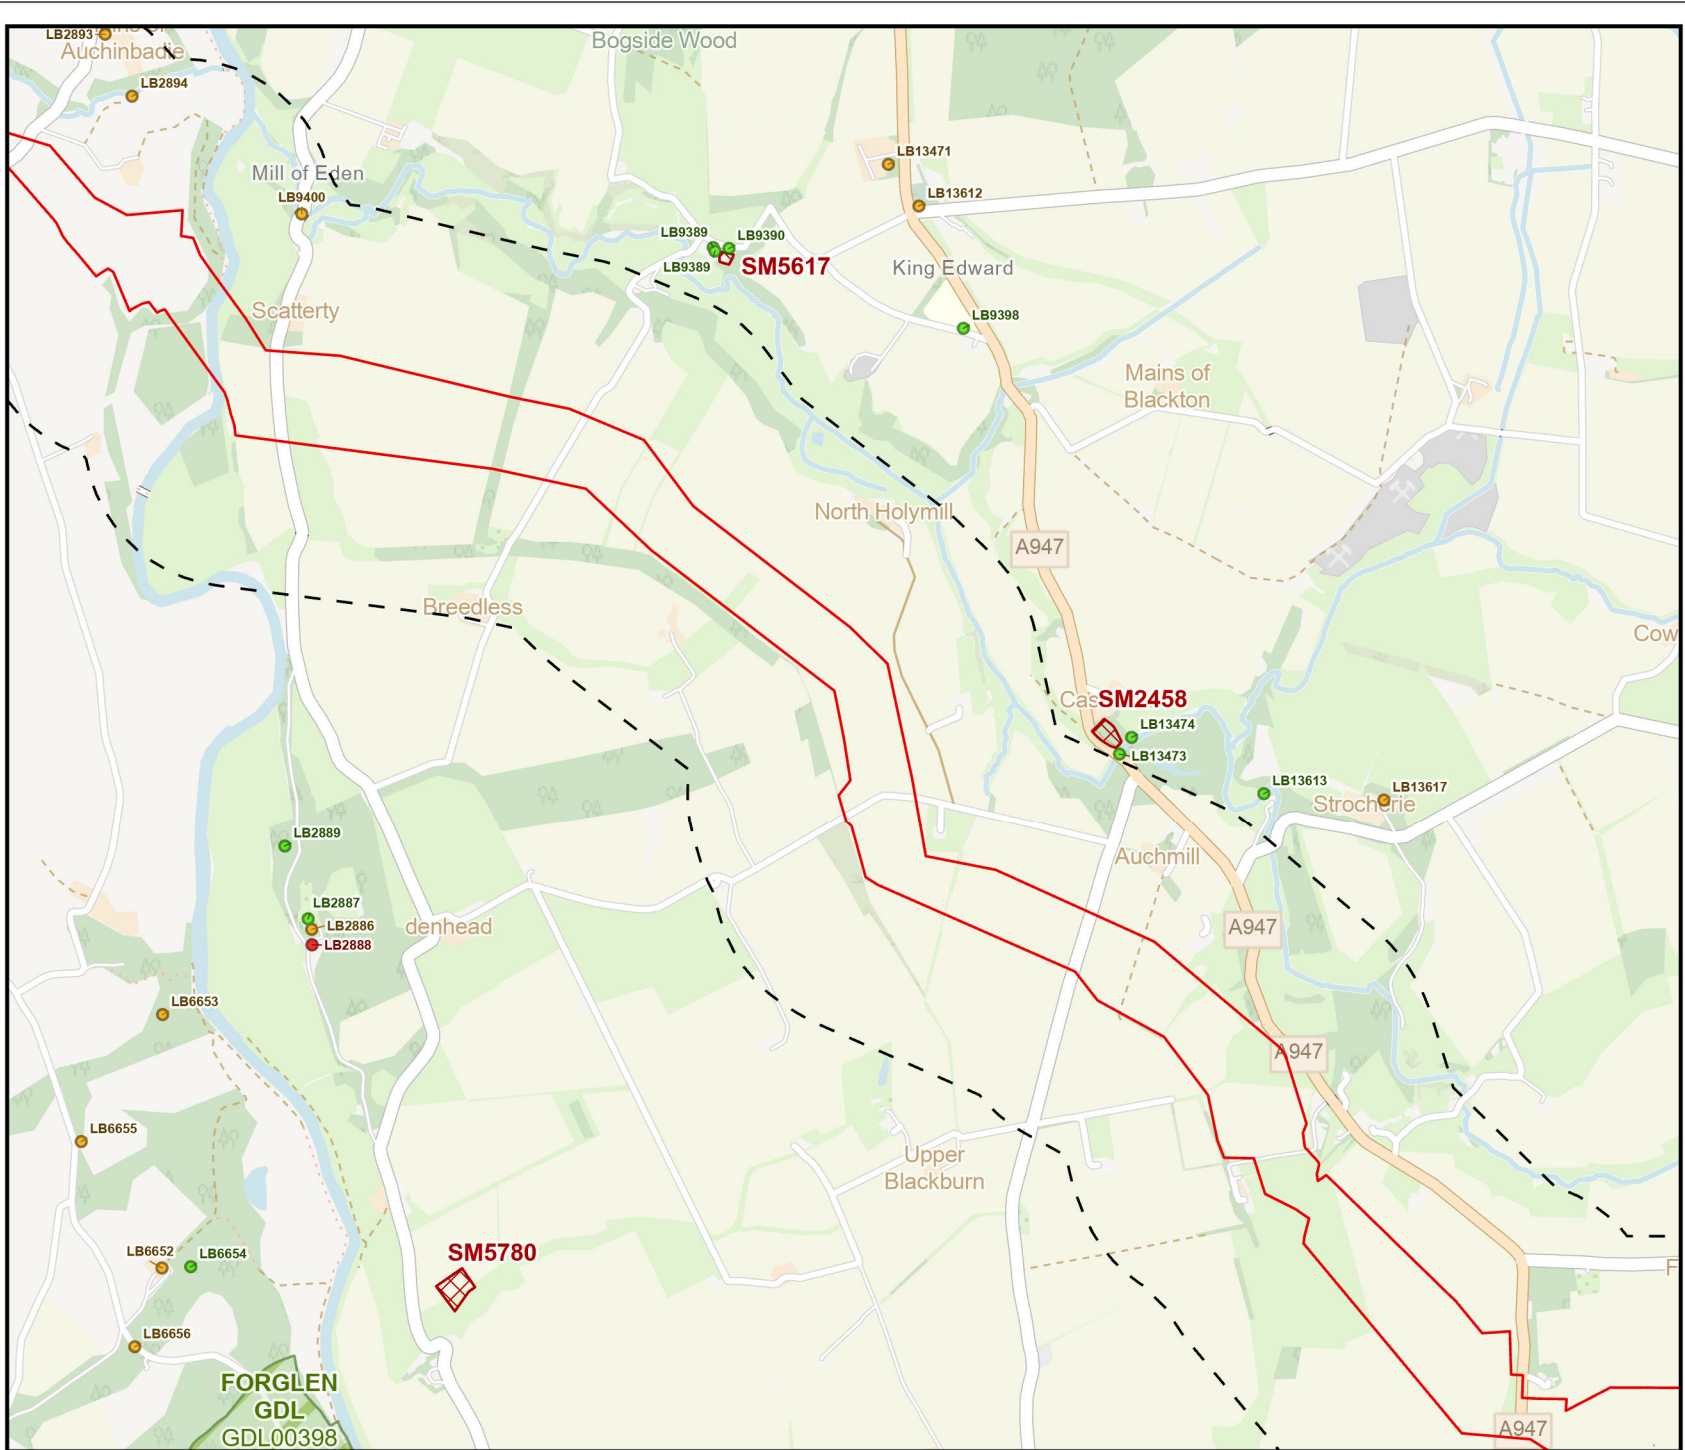 LB2893
Auchinbadie
LB2894
Bogside Wood
LB13471
Mill of Eden
LB9400
LB13612
LB9389
LB9390
LB9389
SM5617
King Edward
Scatterty
LB9398
Mains of
Blackton
North Holymill
A947
Breedless
Cow
Cas
SM2458
LB13474
LB13473
LB13613
LB13617
Strocherie
LB2889
Auchmill
LB2887
LB2886
LB2888
denhead
A947
LB6653
A947
LB6655
Upper
Blackburn
LB6652
LB6654
SM5780
F
LB6656
FORGLEN
GDL
GDL00398
A947